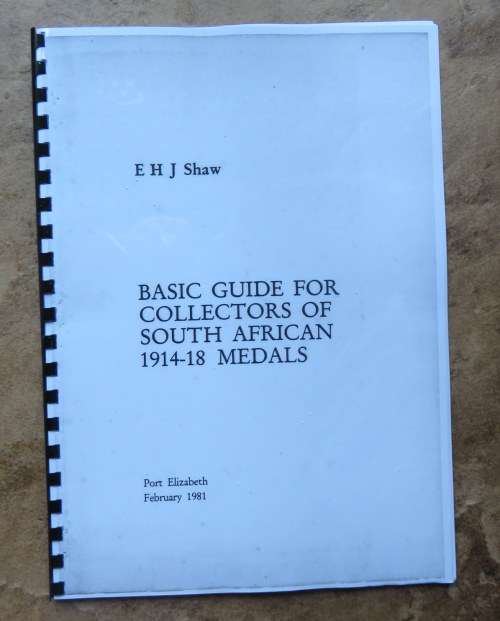 E H J Shaw
BASIC GUIDE FOR
COLLECTORS OF
SOUTH AFRICAN
1914-18 MEDALS
Port Elizabeth
February 1981